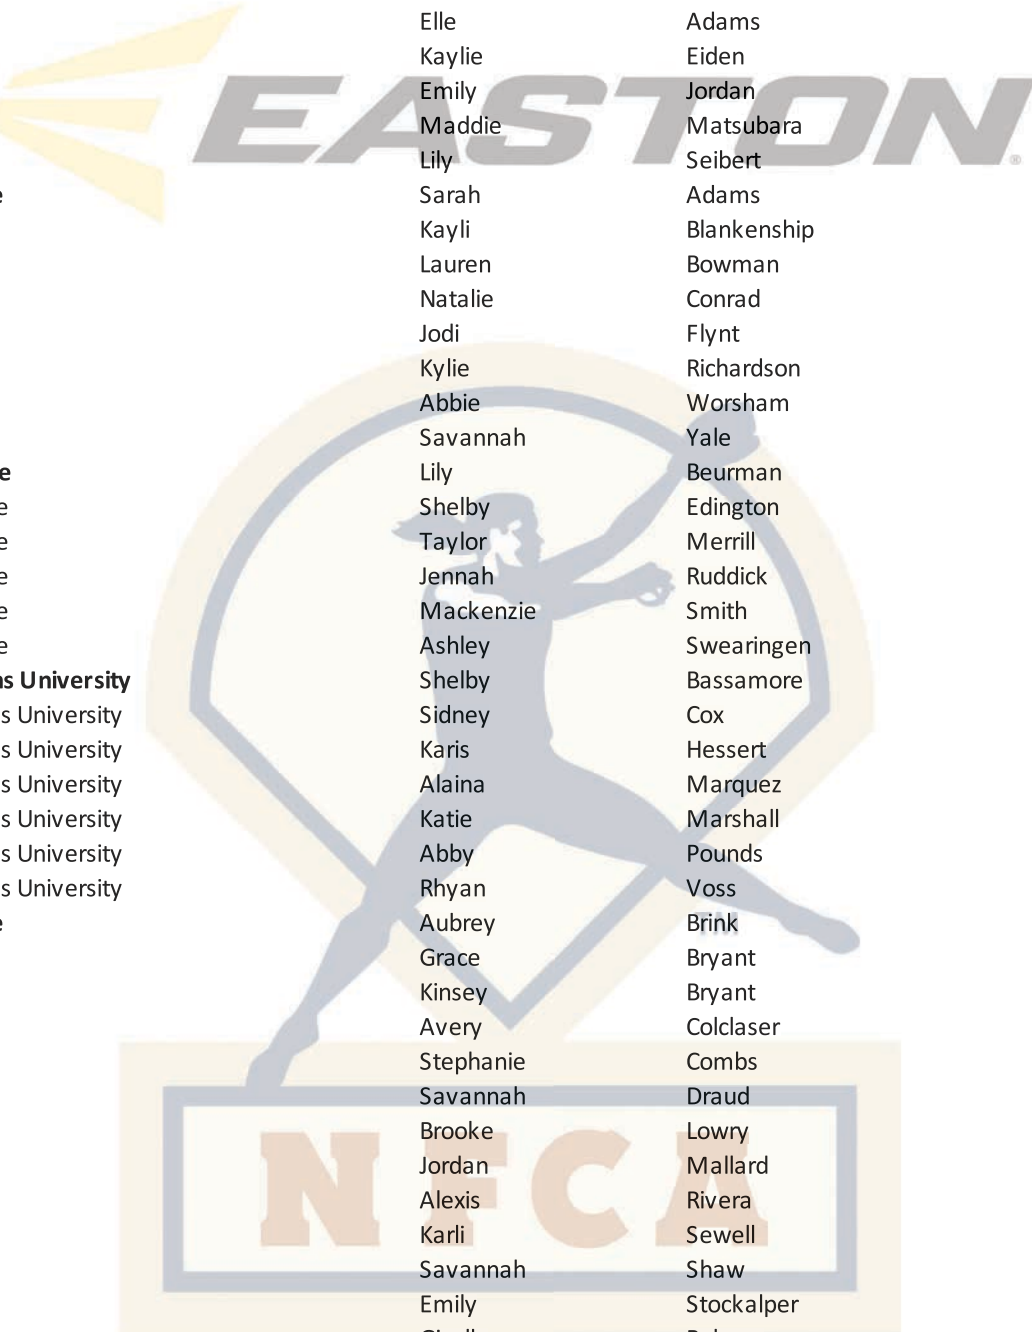 Elle Adams
Kaylie Eiden
EASTON
Emily Jordan
Maddie Matsubara
Lily Seibert
®
e Sarah Adams
Kayli Blankenship
Lauren Bowman
Natalie Conrad
Jodi Flynt
Kylie Richardson
Abbie Worsham
Savannah Yale
e Lily Beurman
e Shelby Edington
e Taylor Merrill
e Jennah Ruddick
e Mackenzie Smith
e Ashley Swearingen
ns University Shelby Bassamore
s University Sidney Cox
s University Karis Hessert
s University Alaina Marquez
s University Katie Marshall
s University Abby Pounds
s University Rhyan Voss
e Aubrey Brink
TM
Grace Bryant
Kinsey Bryant
Avery Colclaser
Stephanie Combs
Savannah Draud
Brooke Lowry
Jordan Mallard
NFCA
Alexis Rivera
Karli Sewell
Savannah Shaw
Emily Stockalper